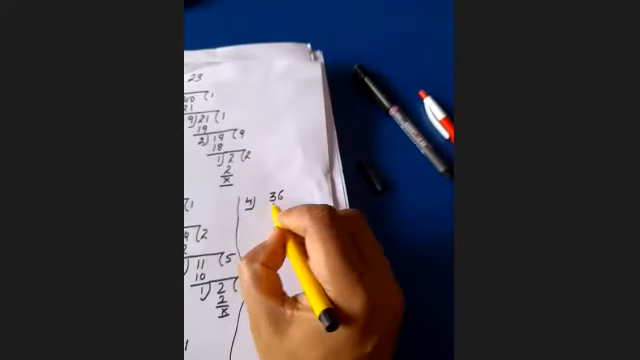 23
40 ( 1
21
9) 21 ( 1
19
2) 19 ( 9
18
1) 2 ( 2
2
x
4) 36
( 1
( 2
) 11 ( 5
10
1) 2 (
2
x